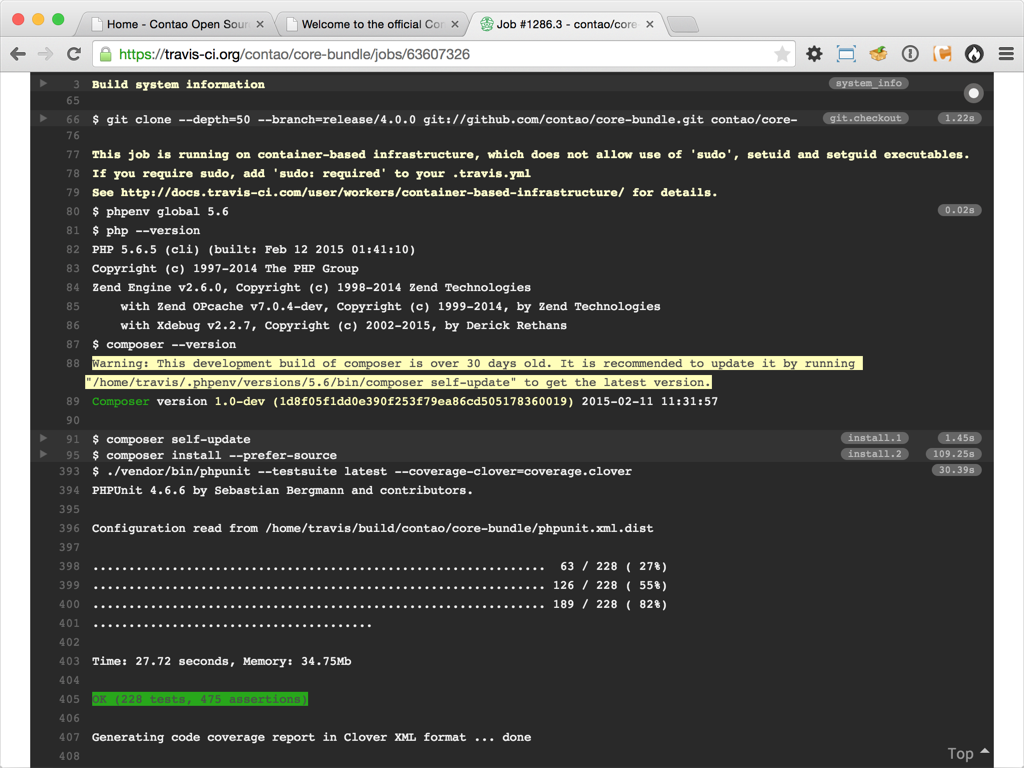 Home - Contao Open Sour
Welcome to the official Con
Job #1286.3 - contao/core-
https://travis-ci.org/contao/core-bundle/jobs/63607326
3 Build system information system_info
65
66 $ git clone --depth=50 --branch=release/4.0.0 git://github.com/contao/core-bundle.git contao/core- git.checkout 1.22s
76
77 This job is running on container-based infrastructure, which does not allow use of 'sudo', setuid and setguid executables.
78 If you require sudo, add 'sudo: required' to your .travis.yml
79 See http://docs.travis-ci.com/user/workers/container-based-infrastructure/ for details.
80 $ phpenv global 5.6 0.02s
81 $ php --version
82 PHP 5.6.5 (cli) (built: Feb 12 2015 01:41:10)
83 Copyright (c) 1997-2014 The PHP Group
84 Zend Engine v2.6.0, Copyright (c) 1998-2014 Zend Technologies
85 with Zend OPcache v7.0.4-dev, Copyright (c) 1999-2014, by Zend Technologies
86 with Xdebug v2.2.7, Copyright (c) 2002-2015, by Derick Rethans
87 $ composer --version
88 Warning: This development build of composer is over 30 days old. It is recommended to update it by running
"/home/travis/.phpenv/versions/5.6/bin/composer self-update" to get the latest version.
89 Composer version 1.0-dev (1d8f05f1dd0e390f253f79ea86cd505178360019) 2015-02-11 11:31:57
90
91 $ composer self-update install.1 1.45s
95 $ composer install --prefer-source install.2 109.25s
393 $ ./vendor/bin/phpunit --testsuite latest --coverage-clover=coverage.clover 30.39s
394 PHPUnit 4.6.6 by Sebastian Bergmann and contributors.
395
396 Configuration read from /home/travis/build/contao/core-bundle/phpunit.xml.dist
397
398 ............................................................... 63 / 228 ( 27%)
399 ............................................................... 126 / 228 ( 55%)
400 ............................................................... 189 / 228 ( 82%)
401 .......................................
402
403 Time: 27.72 seconds, Memory: 34.75Mb
404
405 OK (228 tests, 475 assertions)
406
407 Generating code coverage report in Clover XML format ... done
408
Top